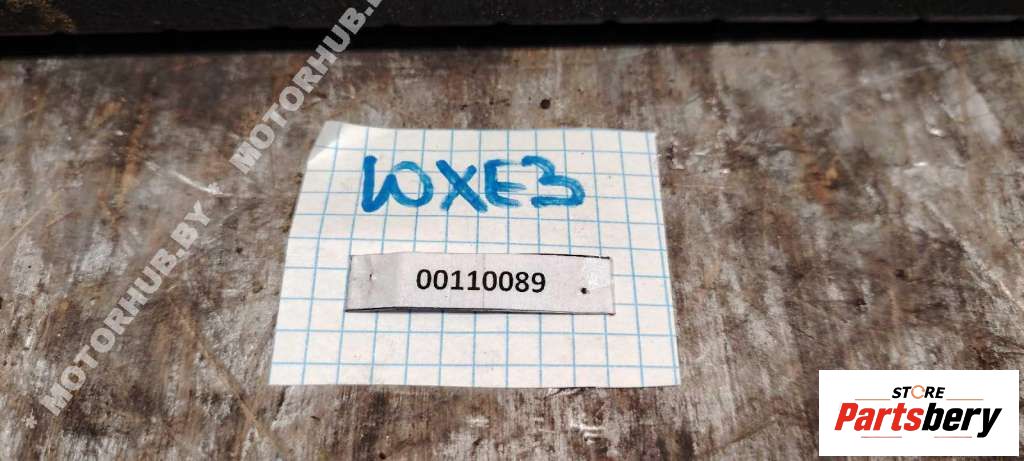 MOTORHUB.BY
MOTORHUB.BY
10XE3
00110089
STORE
Partsbery